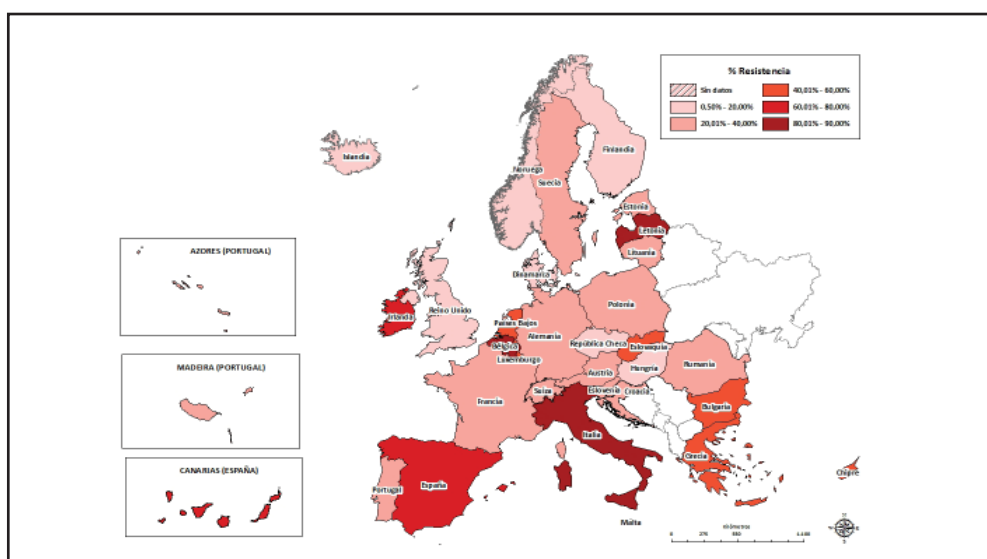 % Resistencia
Sin datos
0,50% - 20,00%
20,01% - 40,00%
40,01% - 60,00%
60,01% - 80,00%
80,01% - 90,00%
Islandia
Finlandia
Noruega
Suecia
Estonia
Letonia
Lituania
Dinamarca
Irlanda
Reino Unido
Países Bajos
Polonia
Alemania
Bélgica
Luxemburgo
República Checa
Eslovaquia
Austria
Hungría
Rumanía
Suiza
Eslovenia
Croacia
Francia
Bulgaria
Italia
Grecia
Portugal
España
Malta
Chipre
AZORES (PORTUGAL)
MADEIRA (PORTUGAL)
CANARIAS (ESPAÑA)
Kilómetros
0